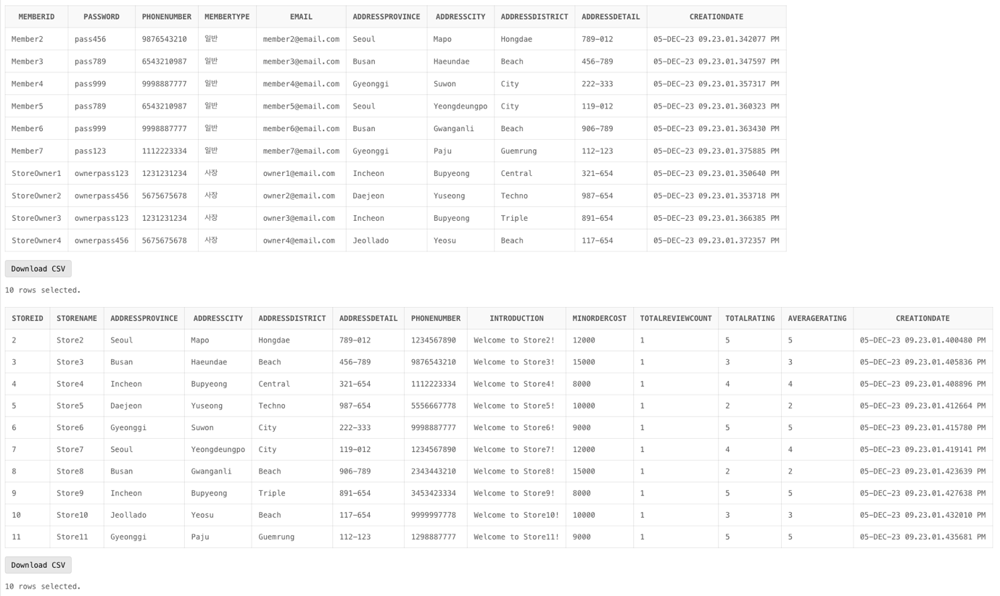 MEMBERID PASSWORD PHONENUMBER MEMBERTYPE EMAIL ADDRESSPROVINCE ADDRESSCITY ADDRESSDISTRICT ADDRESSDETAIL CREATIONDATE
Member2 pass456 9876543210 일반 member2@email.com Seoul Mapo Hongdae 789-012 05-DEC-23 09.23.01.342077 PM
Member3 pass789 6543210987 일반 member3@email.com Busan Haeundae Beach 456-789 05-DEC-23 09.23.01.347597 PM
Member4 pass999 9998887777 일반 member4@email.com Gyeonggi Suwon City 222-333 05-DEC-23 09.23.01.357317 PM
Member5 pass789 6543210987 일반 member5@email.com Seoul Yeongdeungpo City 119-012 05-DEC-23 09.23.01.360323 PM
Member6 pass999 9998887777 일반 member6@email.com Busan Gwanganli Beach 906-789 05-DEC-23 09.23.01.363430 PM
Member7 pass123 1112223334 일반 member7@email.com Gyeonggi Paju Guemrung 112-123 05-DEC-23 09.23.01.375885 PM
StoreOwner1 ownerpass123 1231231234 사장 owner1@email.com Incheon Bupyeong Central 321-654 05-DEC-23 09.23.01.350640 PM
StoreOwner2 ownerpass456 5675675678 사장 owner2@email.com Daejeon Yuseong Techno 987-654 05-DEC-23 09.23.01.353718 PM
StoreOwner3 ownerpass123 1231231234 사장 owner3@email.com Incheon Bupyeong Triple 891-654 05-DEC-23 09.23.01.366385 PM
StoreOwner4 ownerpass456 5675675678 사장 owner4@email.com Jeollado Yeosu Beach 117-654 05-DEC-23 09.23.01.372357 PM
Download CSV
10 rows selected.
STOREID STORENAME ADDRESSPROVINCE ADDRESSCITY ADDRESSDISTRICT ADDRESSDETAIL PHONENUMBER INTRODUCTION MINORDERCOST TOTALREVIEWCOUNT TOTALRATING AVERAGERATING CREATIONDATE
2 Store2 Seoul Mapo Hongdae 789-012 1234567890 Welcome to Store2! 12000 1 5 5 05-DEC-23 09.23.01.400480 PM
3 Store3 Busan Haeundae Beach 456-789 9876543210 Welcome to Store3! 15000 1 3 3 05-DEC-23 09.23.01.405836 PM
4 Store4 Incheon Bupyeong Central 321-654 1112223334 Welcome to Store4! 8000 1 4 4 05-DEC-23 09.23.01.408896 PM
5 Store5 Daejeon Yuseong Techno 987-654 5556667778 Welcome to Store5! 10000 1 2 2 05-DEC-23 09.23.01.412664 PM
6 Store6 Gyeonggi Suwon City 222-333 9998887777 Welcome to Store6! 9000 1 5 5 05-DEC-23 09.23.01.415780 PM
7 Store7 Seoul Yeongdeungpo City 119-012 1234567890 Welcome to Store7! 12000 1 4 4 05-DEC-23 09.23.01.419141 PM
8 Store8 Busan Gwanganli Beach 906-789 2343443210 Welcome to Store8! 15000 1 2 2 05-DEC-23 09.23.01.423639 PM
9 Store9 Incheon Bupyeong Triple 891-654 3453423334 Welcome to Store9! 8000 1 5 5 05-DEC-23 09.23.01.427638 PM
10 Store10 Jeollado Yeosu Beach 117-654 9999997778 Welcome to Store10! 10000 1 3 3 05-DEC-23 09.23.01.432010 PM
11 Store11 Gyeonggi Paju Guemrung 112-123 1298887777 Welcome to Store11! 9000 1 5 5 05-DEC-23 09.23.01.435681 PM
Download CSV
10 rows selected.